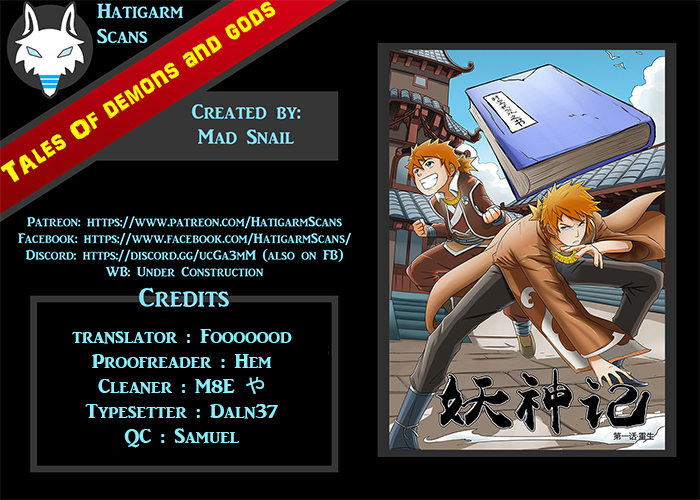 Hatigarm
Scans
Tales Of demons and gods
Created by:
Mad Snail
Patreon: https://www.patreon.com/HatigarmScans
Facebook: https://www.facebook.com/HatigarmScans/
Discord: https://discord.gg/ucGa3mM (also on FB)
WB: Under Construction
Credits
translator : Fooooood
Proofreader : Hem
Cleaner : M8E や
Typesetter : Daln37
QC : Samuel
妖神记
第一话·重生